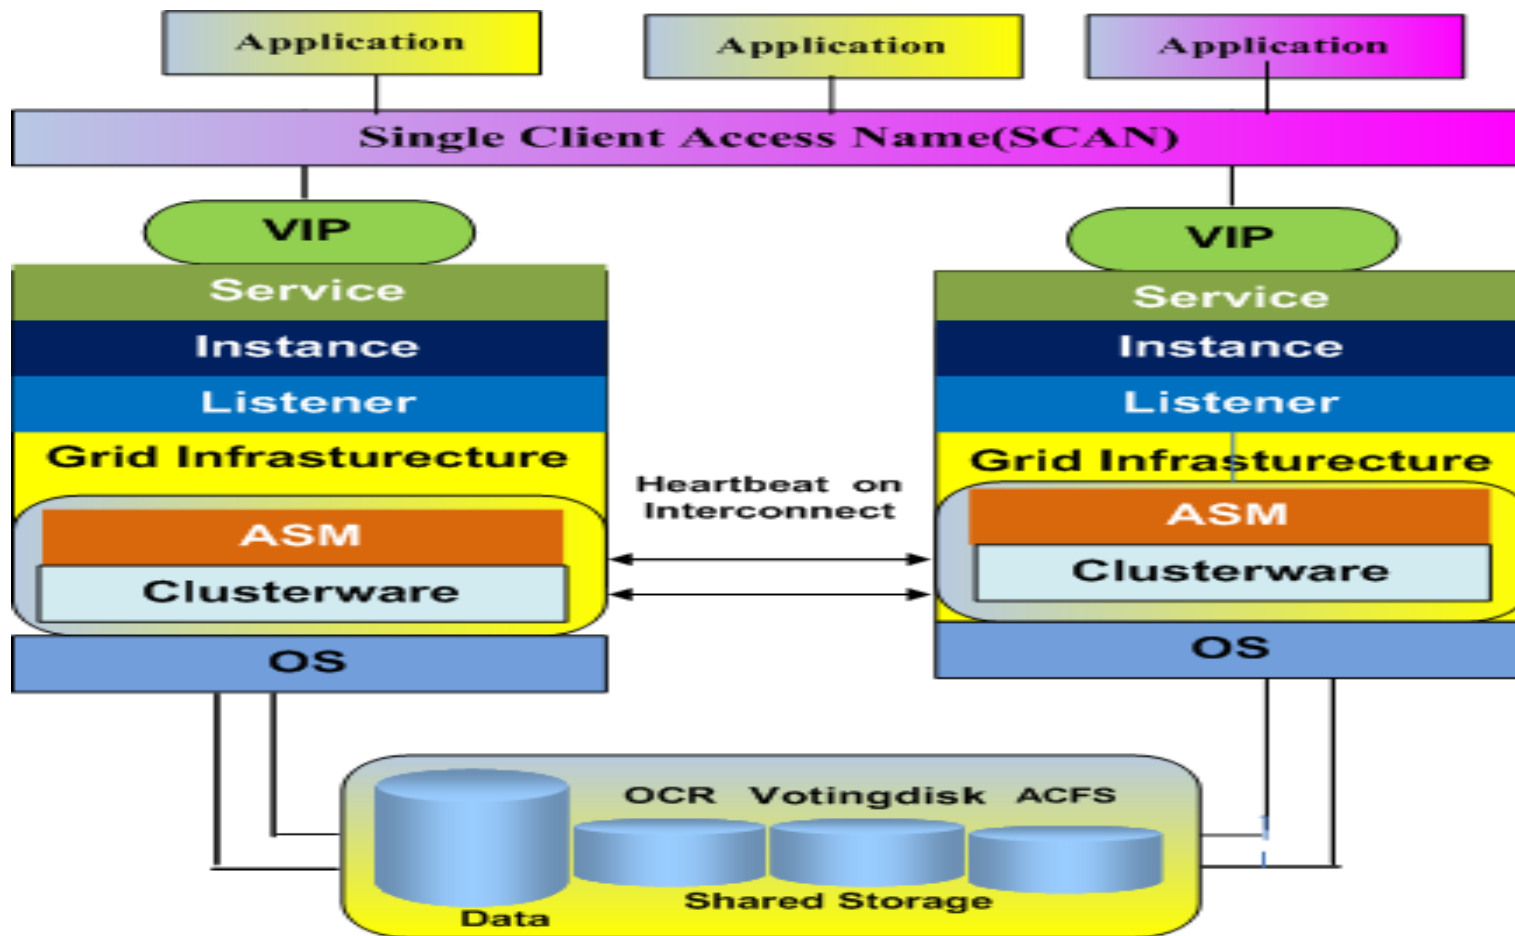 Application
Application
Application
Single Client Access Name(SCAN)
VIP
Service
Instance
Listener
Grid Infrasturecture
ASM
Clusterware
OS
Heartbeat on
Interconnect
VIP
Service
Instance
Listener
Grid Infrasturecture
ASM
Clusterware
OS
OCR
Votingdisk
ACFS
Data
Shared Storage